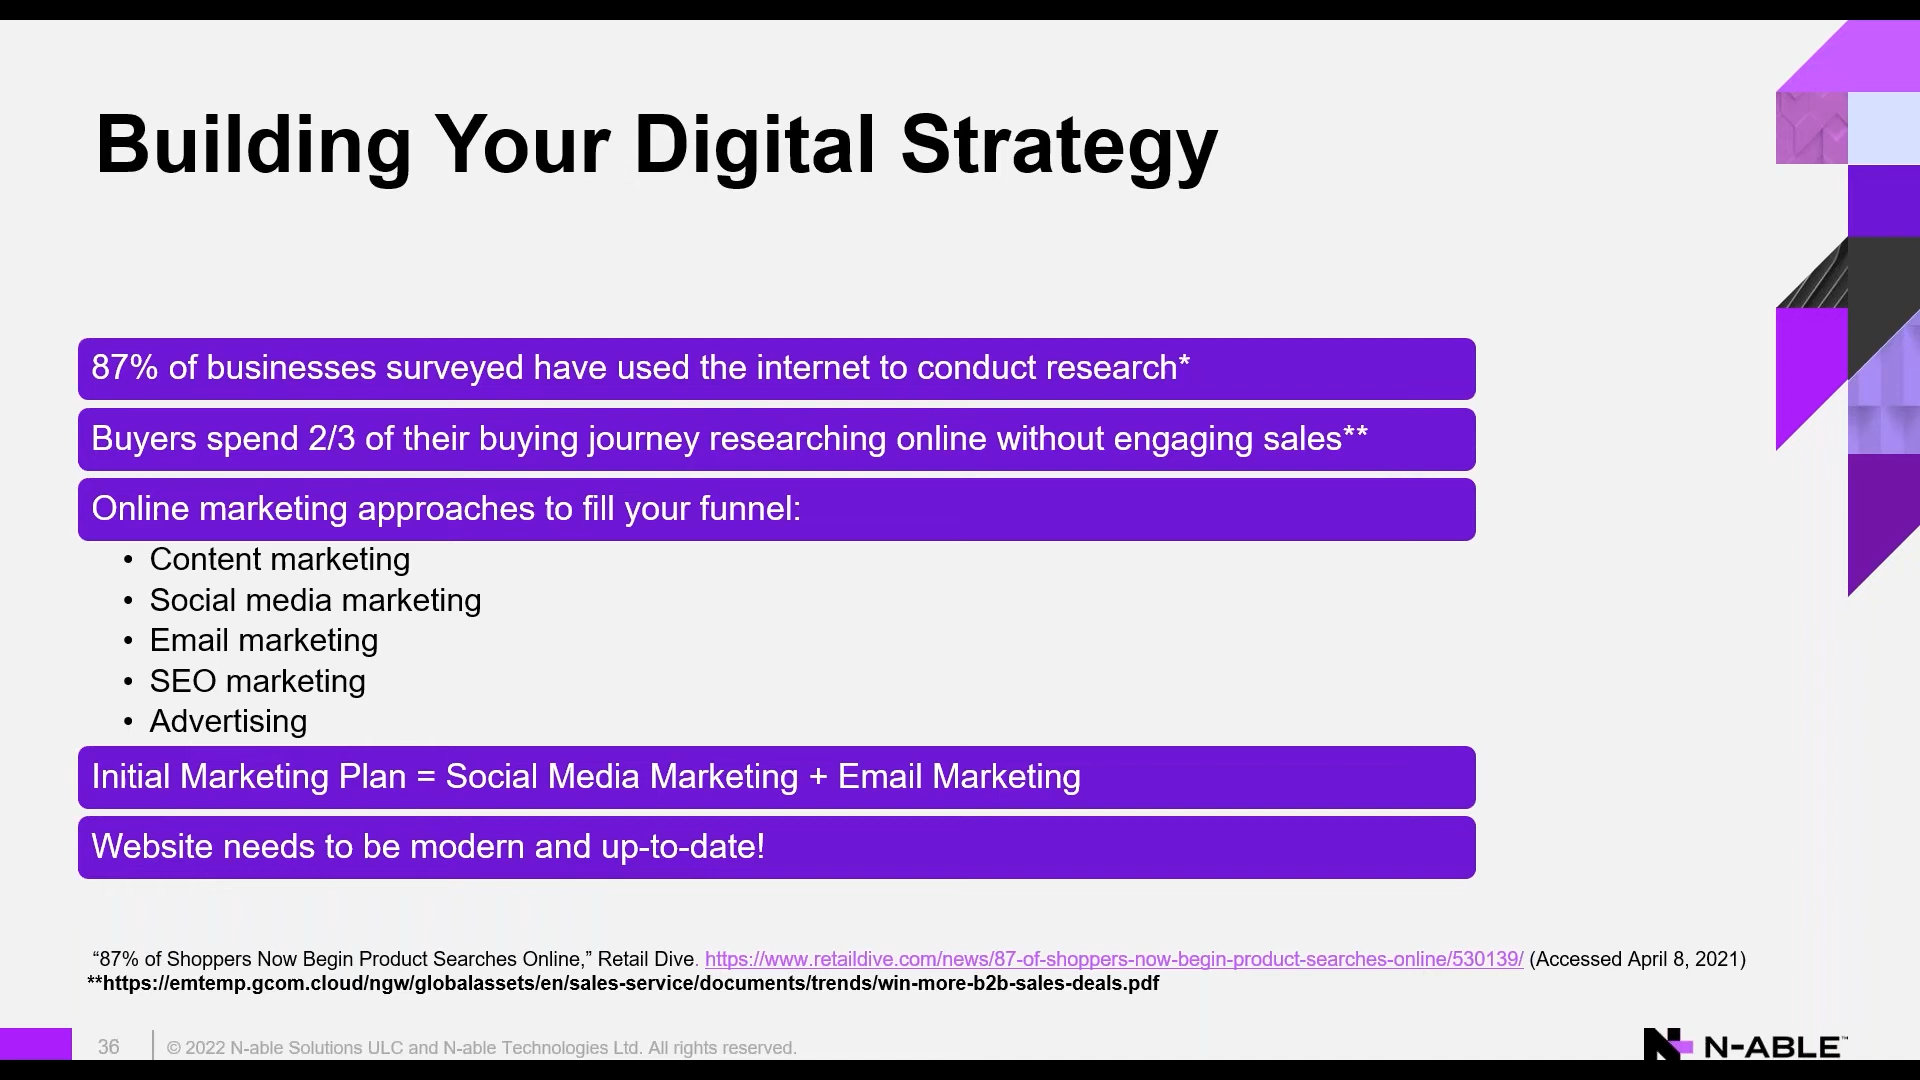 Building Your Digital Strategy
87% of businesses surveyed have used the internet to conduct research*
Buyers spend 2/3 of their buying journey researching online without engaging sales**
Online marketing approaches to fill your funnel:
• Content marketing
• Social media marketing
• Email marketing
• SEO marketing
• Advertising
Initial Marketing Plan = Social Media Marketing + Email Marketing
Website needs to be modern and up-to-date!
“87% of Shoppers Now Begin Product Searches Online,” Retail Dive. https://www.retaildive.com/news/87-of-shoppers-now-begin-product-searches-online/530139/ (Accessed April 8, 2021)
**https://emtemp.gcom.cloud/ngw/globalassets/en/sales-service/documents/trends/win-more-b2b-sales-deals.pdf
36 © 2022 N-able Solutions ULC and N-able Technologies Ltd. All rights reserved.
N-ABLE™